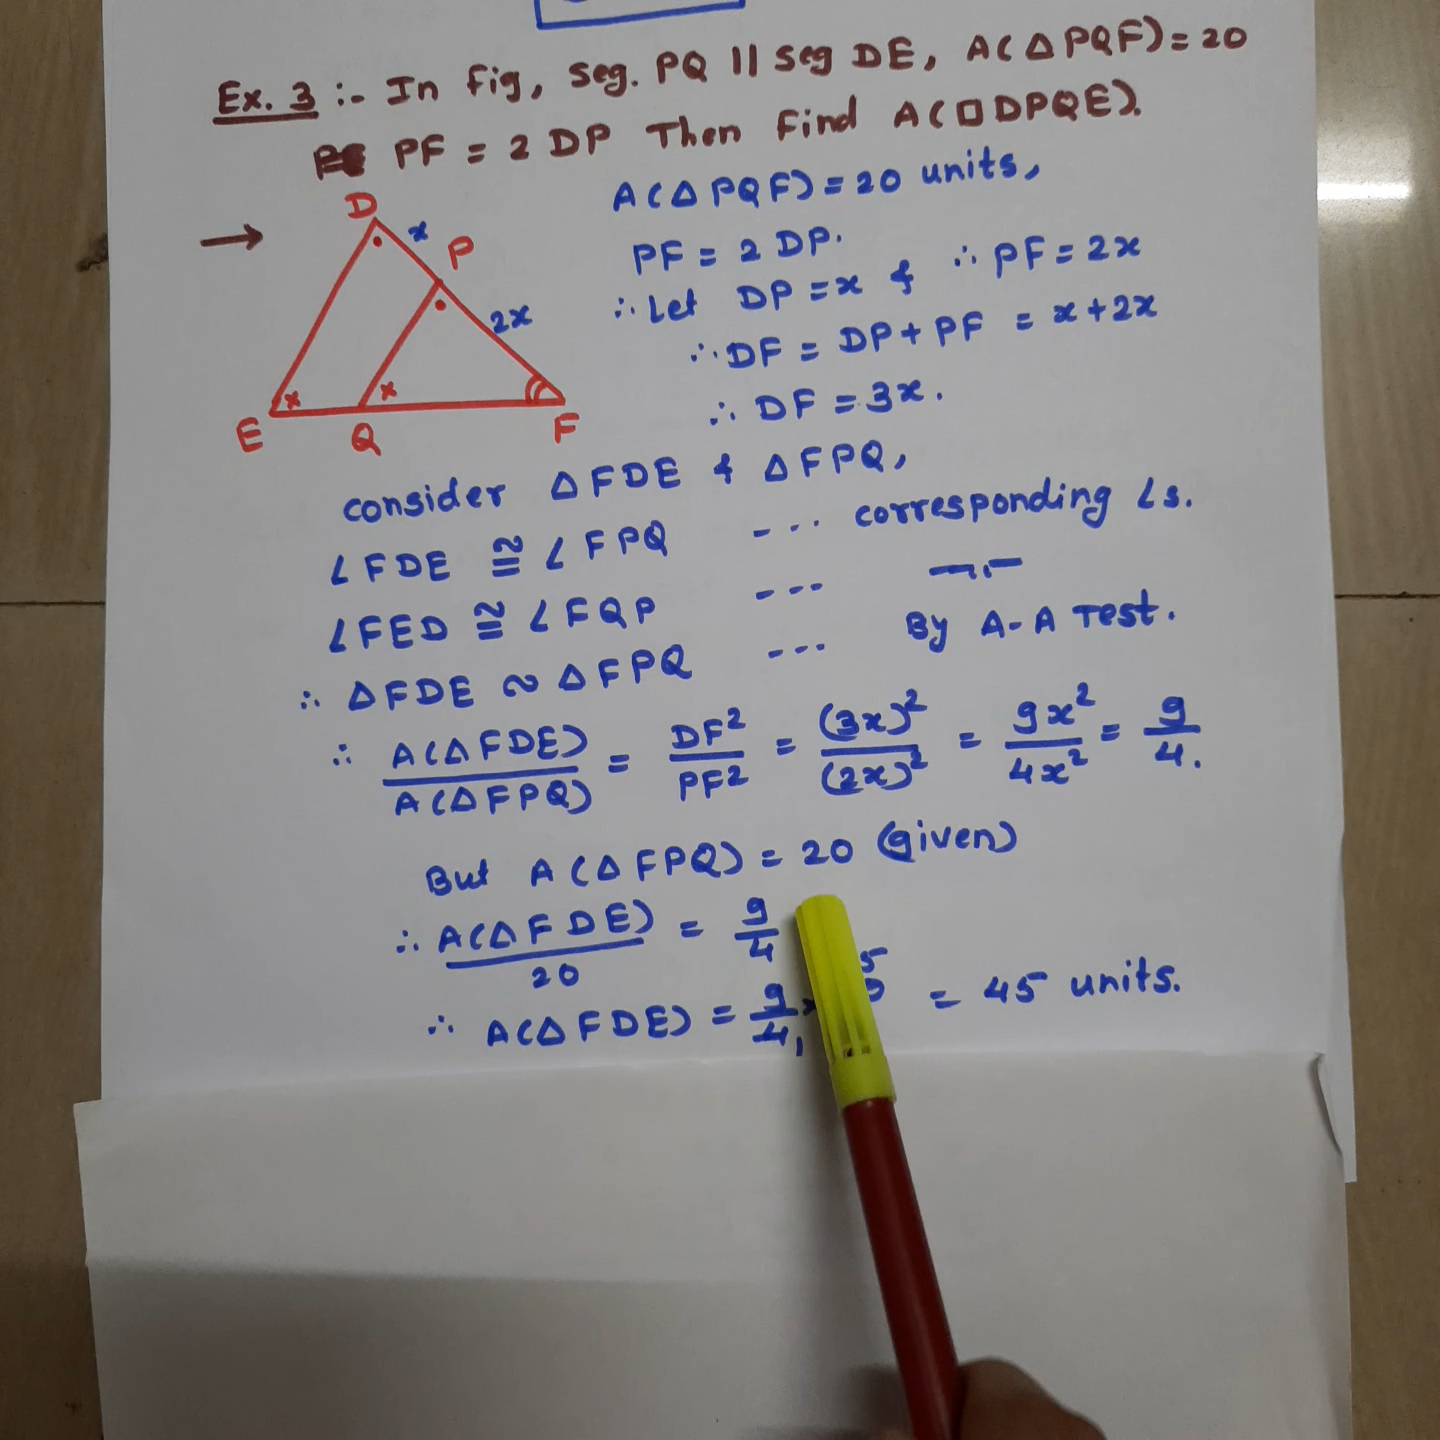 Ex. 3 :- In fig, seg. PQ || seg DE, A(△PQF) = 20
PF = 2 DP Then Find A(□DPQE).
→
A(△PQF) = 20 units,
PF = 2 DP.
∴ Let DP = x & ∴ PF = 2x
∴ DF = DP + PF = x + 2x
∴ DF = 3x.
D
x
P
2x
x
x
E
Q
F
consider △FDE & △FPQ,
∠FDE ≅ ∠FPQ --- corresponding ∠s.
∠FED ≅ ∠FQP --- —〃—
∴ △FDE ~ △FPQ --- By A-A Test.
∴ A(△FDE)/A(△FPQ) = DF²/PF² = (3x)²/(2x)² = 9x²/4x² = 9/4.
But A(△FPQ) = 20 (given)
∴ A(△FDE)/20 = 9/4
∴ A(△FDE) = 9/4 × 5 = 45 units.